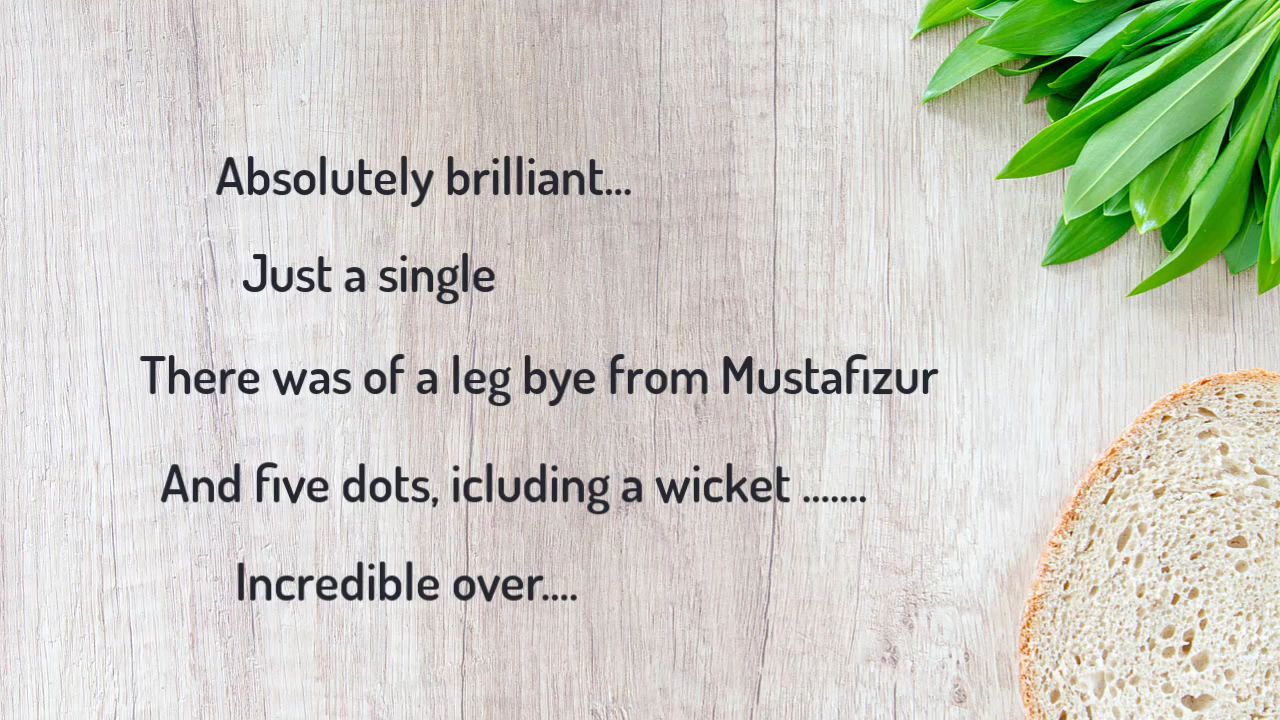 Absolutely brilliant...
Just a single
There was of a leg bye from Mustafizur
And five dots, icluding a wicket .......
Incredible over....